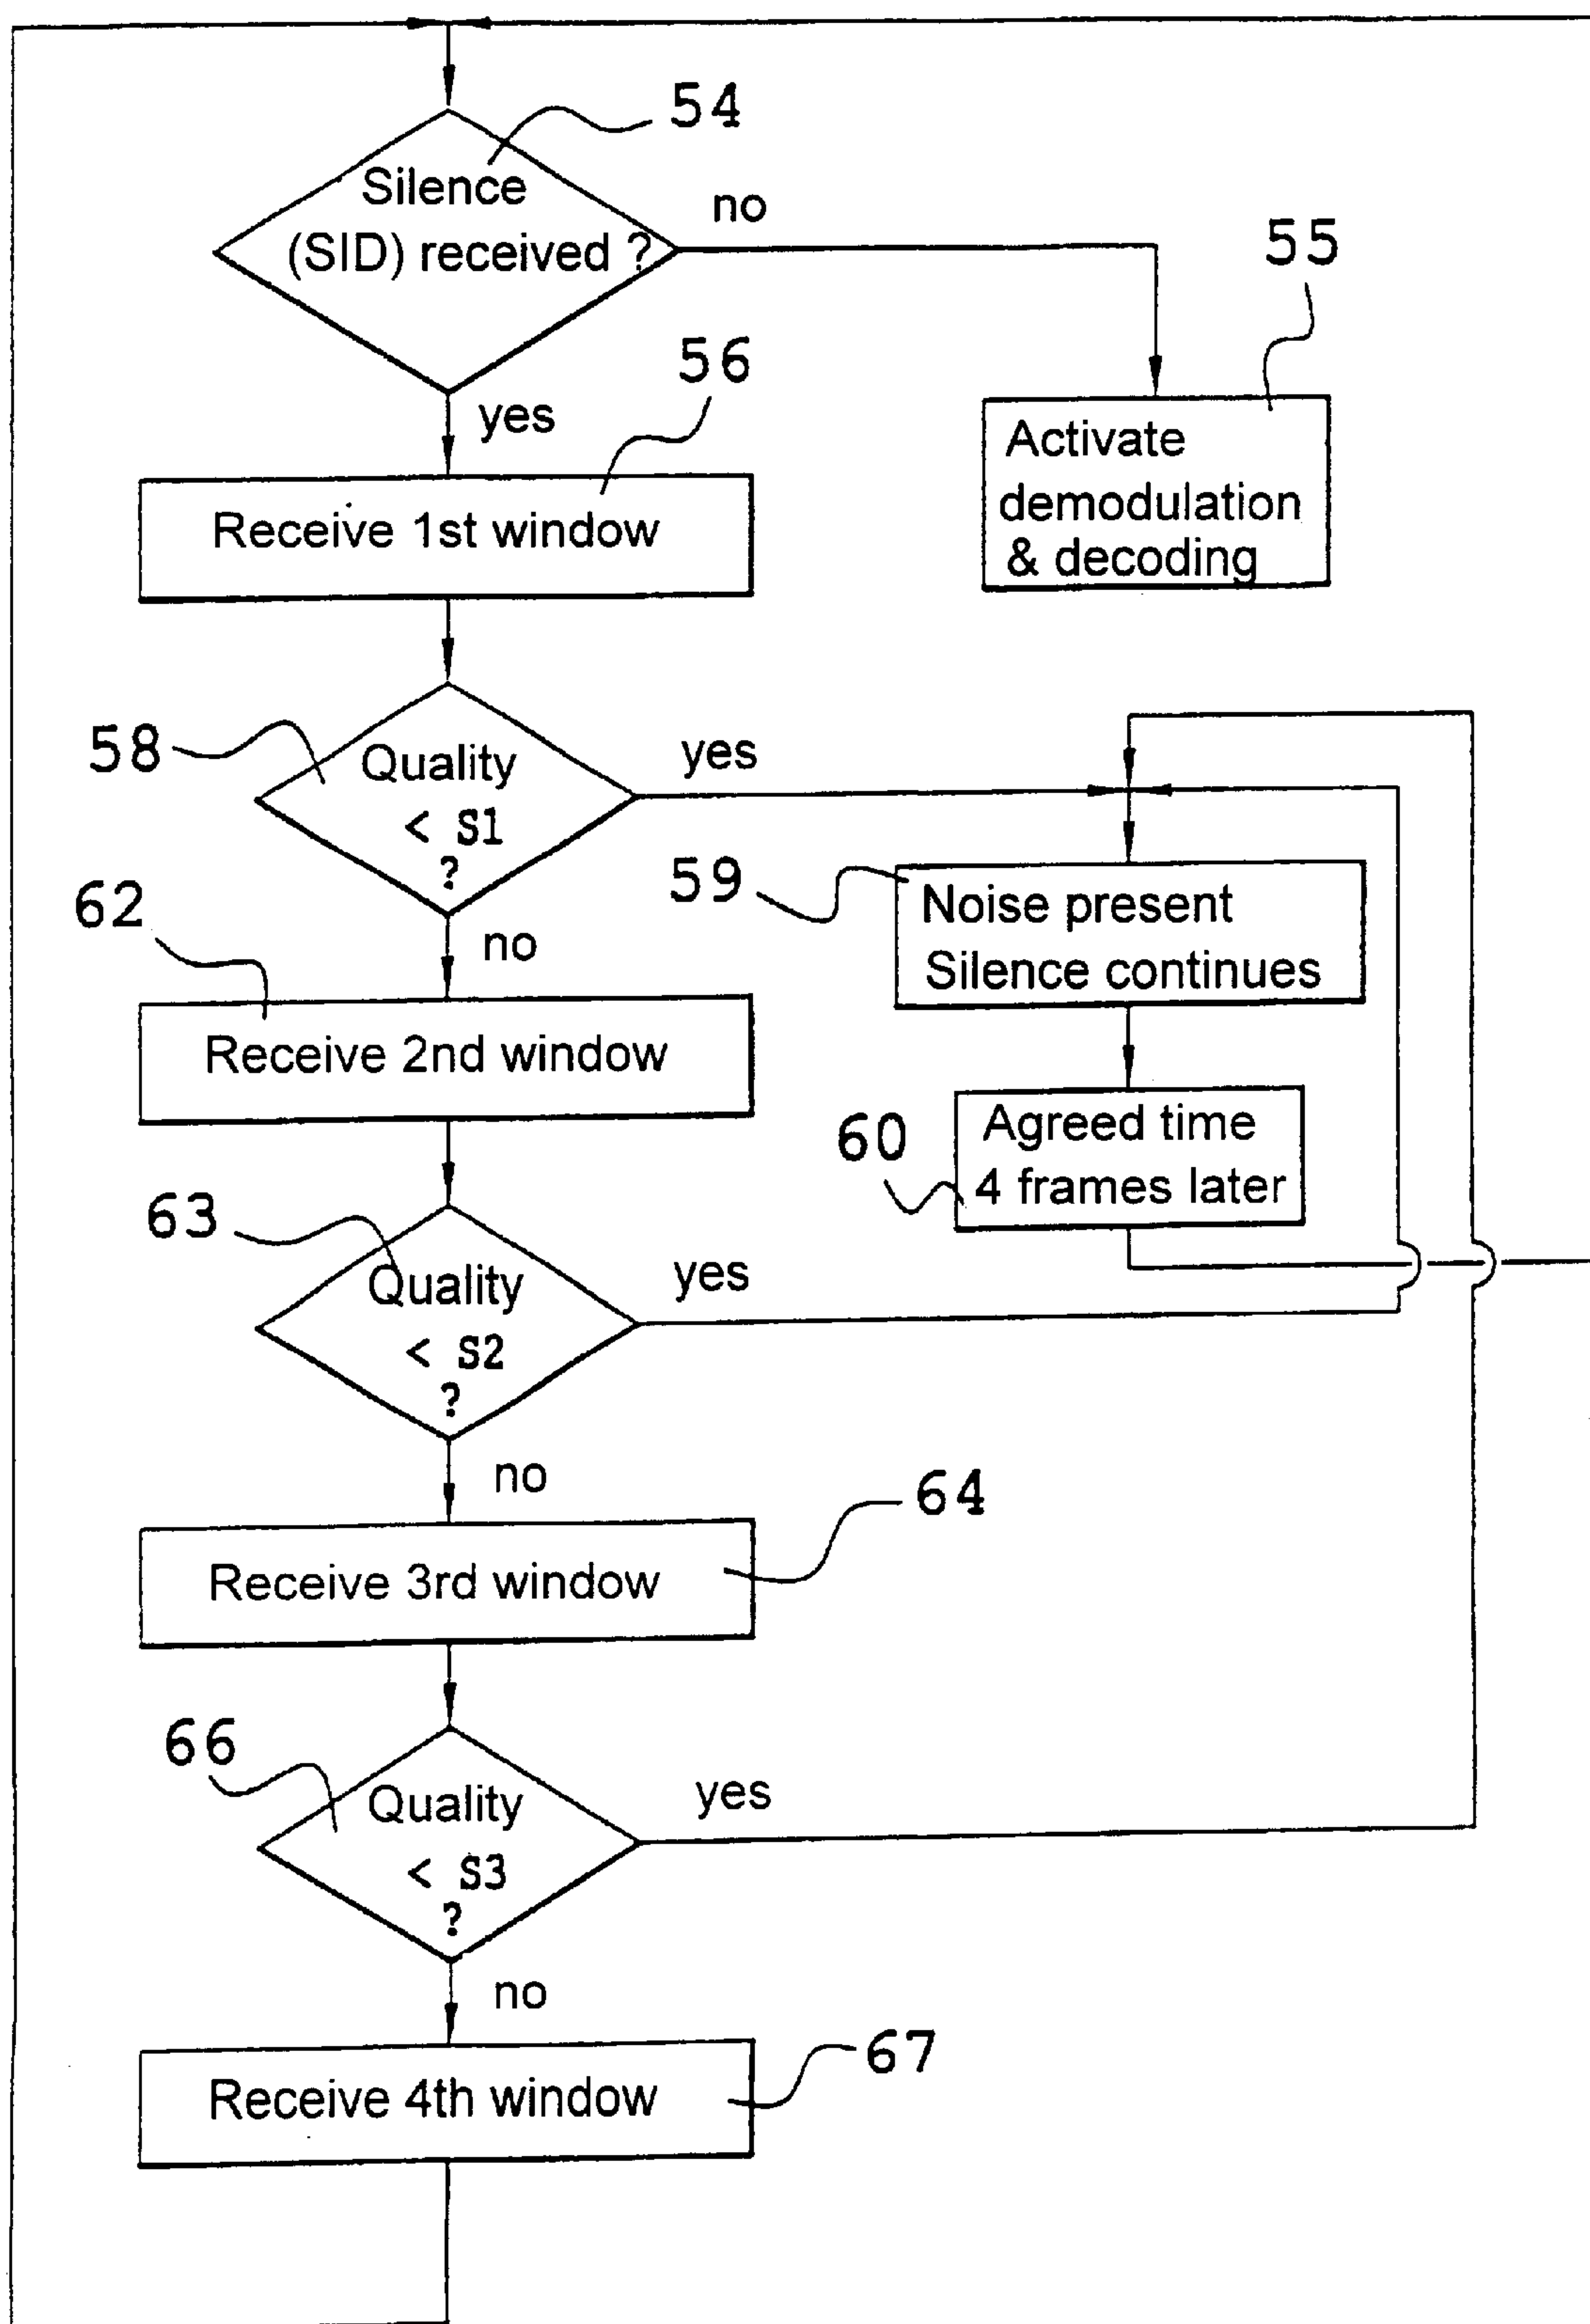 54
Silence
(SID) received ?
no
55
Activate
demodulation
& decoding
yes
56
Receive 1st window
58
Quality
< S1
?
yes
no
59
Noise present
Silence continues
62
Receive 2nd window
60
Agreed time
4 frames later
63
Quality
< S2
?
yes
no
64
Receive 3rd window
66
Quality
< S3
?
yes
no
67
Receive 4th window